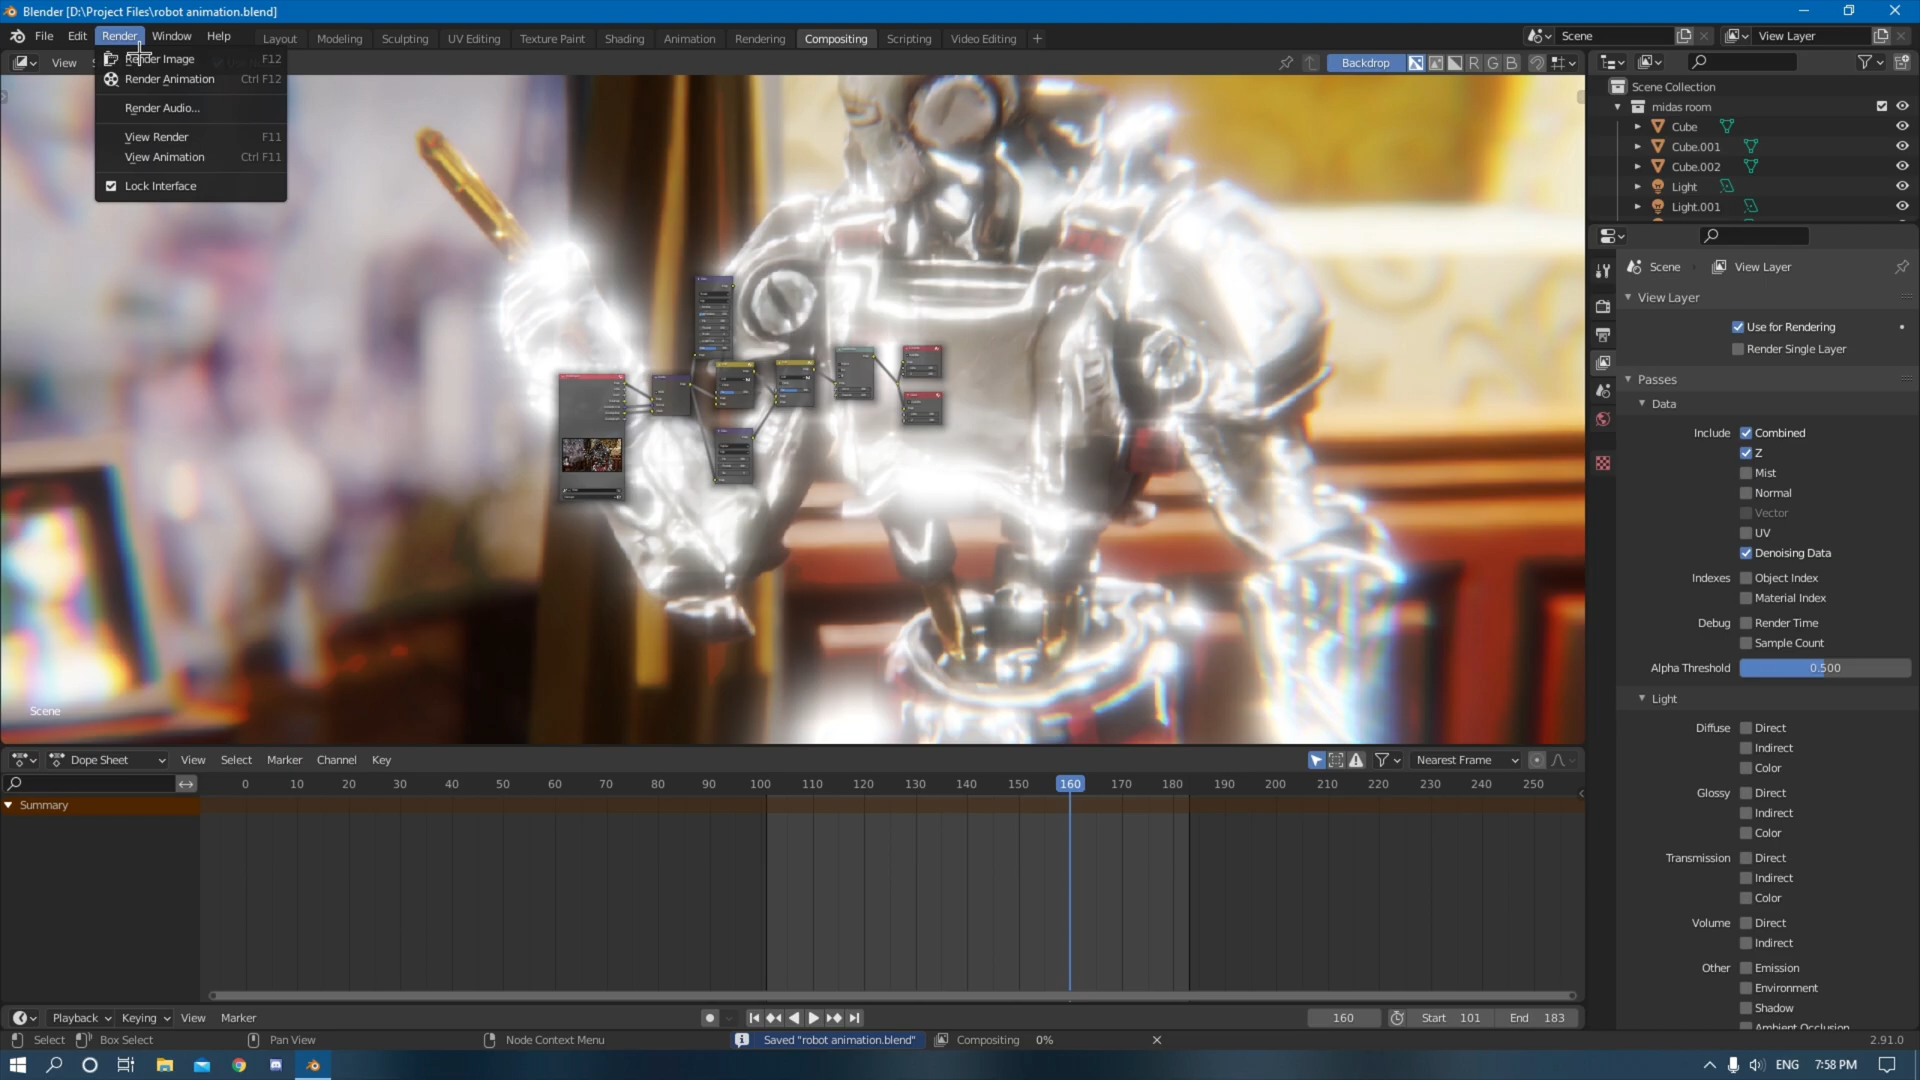 Blender [D:\Project Files\robot animation.blend]
File Edit Render Window Help Layout Modeling Sculpting UV Editing Texture Paint Shading Animation Rendering Compositing Scripting Video Editing + Scene View Layer
View Backdrop R G B
Render Image F12
Render Animation Ctrl F12
Render Audio...
View Render F11
View Animation Ctrl F11
Lock Interface
Scene Collection
midas room
Cube
Cube.001
Cube.002
Light
Light.001
Scene View Layer
View Layer
Use for Rendering
Render Single Layer
Passes
Data
Include Combined
Z
Mist
Normal
Vector
UV
Denoising Data
Indexes Object Index
Material Index
Debug Render Time
Sample Count
Alpha Threshold 0.500
Light
Diffuse Direct
Indirect
Color
Glossy Direct
Indirect
Color
Transmission Direct
Indirect
Color
Volume Direct
Indirect
Other Emission
Environment
Shadow
Ambient Occlusion
Scene
Dope Sheet View Select Marker Channel Key Nearest Frame
0 10 20 30 40 50 60 70 80 90 100 110 120 130 140 150 160 170 180 190 200 210 220 230 240 250
Summary
Playback Keying View Marker 160 Start 101 End 183
Select Box Select Pan View Node Context Menu Saved "robot animation.blend" Compositing 0% 2.91.0
ENG 7:58 PM